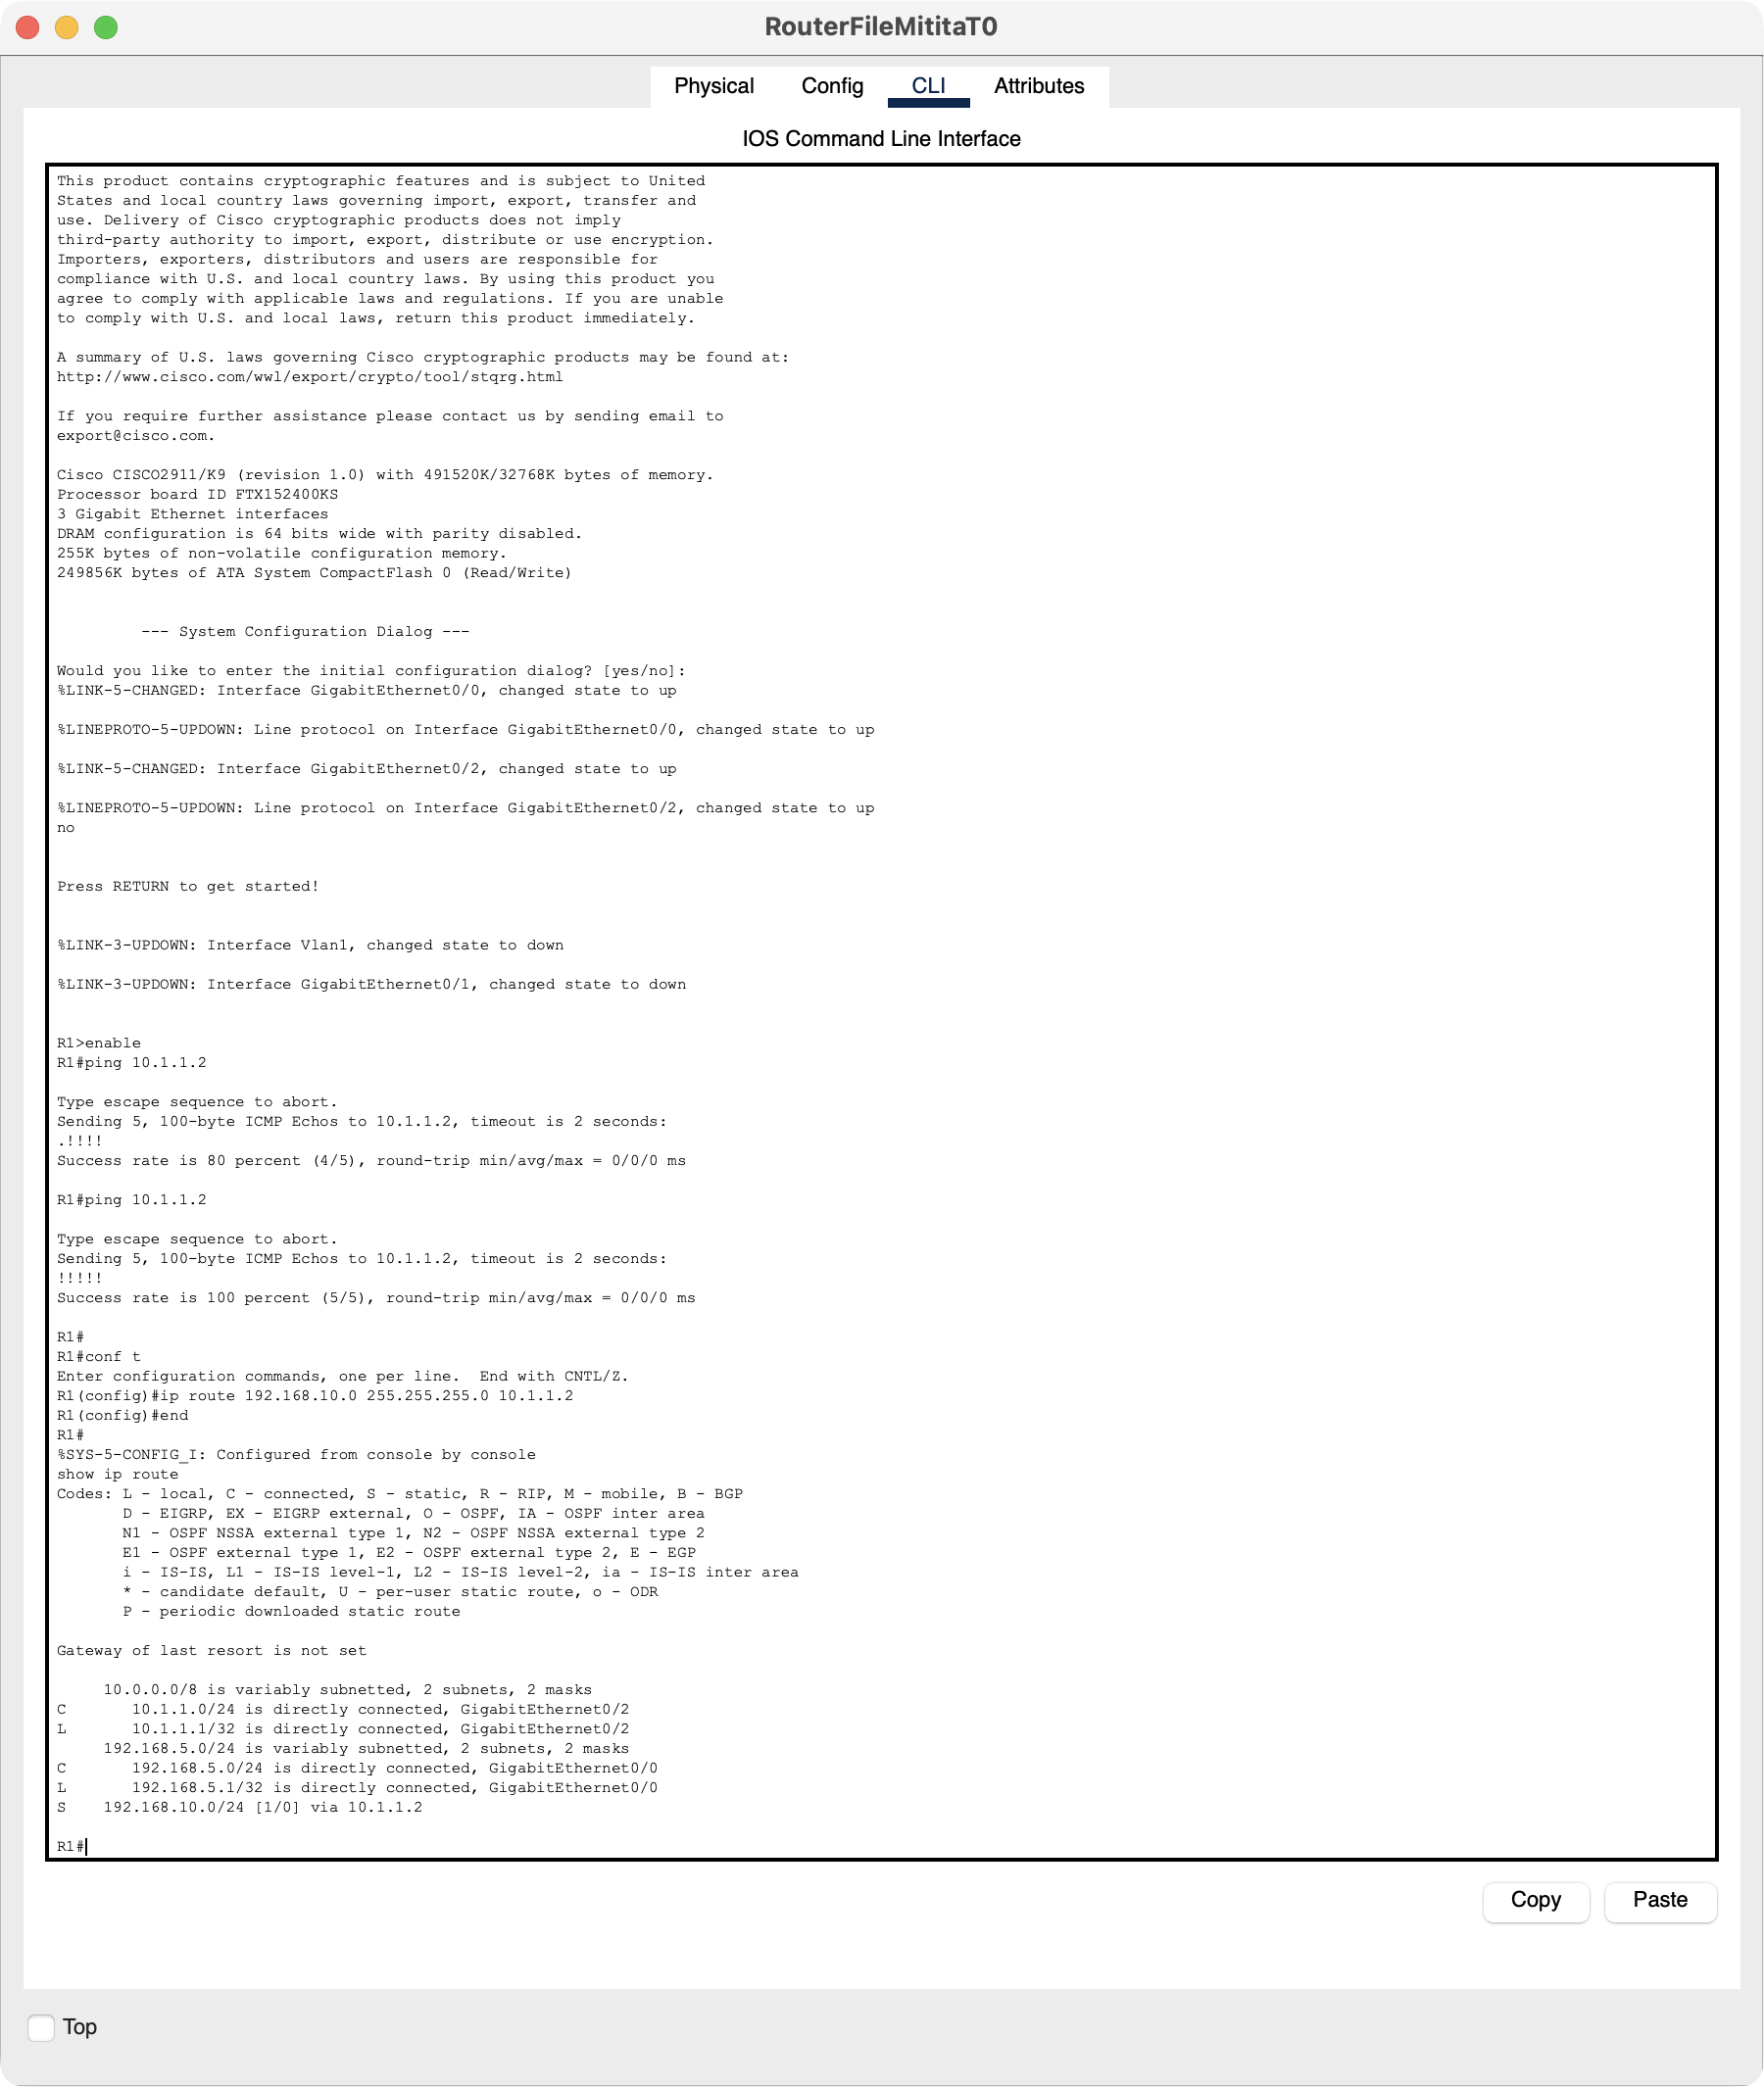 RouterFileMititaT0
Physical Config CLI Attributes
IOS Command Line Interface
This product contains cryptographic features and is subject to United
States and local country laws governing import, export, transfer and
use. Delivery of Cisco cryptographic products does not imply
third-party authority to import, export, distribute or use encryption.
Importers, exporters, distributors and users are responsible for
compliance with U.S. and local country laws. By using this product you
agree to comply with applicable laws and regulations. If you are unable
to comply with U.S. and local laws, return this product immediately.
A summary of U.S. laws governing Cisco cryptographic products may be found at:
http://www.cisco.com/wwl/export/crypto/tool/stqrg.html
If you require further assistance please contact us by sending email to
export@cisco.com.
Cisco CISCO2911/K9 (revision 1.0) with 491520K/32768K bytes of memory.
Processor board ID FTX152400KS
3 Gigabit Ethernet interfaces
DRAM configuration is 64 bits wide with parity disabled.
255K bytes of non-volatile configuration memory.
249856K bytes of ATA System CompactFlash 0 (Read/Write)
--- System Configuration Dialog ---
Would you like to enter the initial configuration dialog? [yes/no]:
%LINK-5-CHANGED: Interface GigabitEthernet0/0, changed state to up
%LINEPROTO-5-UPDOWN: Line protocol on Interface GigabitEthernet0/0, changed state to up
%LINK-5-CHANGED: Interface GigabitEthernet0/2, changed state to up
%LINEPROTO-5-UPDOWN: Line protocol on Interface GigabitEthernet0/2, changed state to up
no
Press RETURN to get started!
%LINK-3-UPDOWN: Interface Vlan1, changed state to down
%LINK-3-UPDOWN: Interface GigabitEthernet0/1, changed state to down
R1>enable
R1#ping 10.1.1.2
Type escape sequence to abort.
Sending 5, 100-byte ICMP Echos to 10.1.1.2, timeout is 2 seconds:
.!!!!
Success rate is 80 percent (4/5), round-trip min/avg/max = 0/0/0 ms
R1#ping 10.1.1.2
Type escape sequence to abort.
Sending 5, 100-byte ICMP Echos to 10.1.1.2, timeout is 2 seconds:
!!!!!
Success rate is 100 percent (5/5), round-trip min/avg/max = 0/0/0 ms
R1#
R1#conf t
Enter configuration commands, one per line.  End with CNTL/Z.
R1(config)#ip route 192.168.10.0 255.255.255.0 10.1.1.2
R1(config)#end
R1#
%SYS-5-CONFIG_I: Configured from console by console
show ip route
Codes: L - local, C - connected, S - static, R - RIP, M - mobile, B - BGP
D - EIGRP, EX - EIGRP external, O - OSPF, IA - OSPF inter area
N1 - OSPF NSSA external type 1, N2 - OSPF NSSA external type 2
E1 - OSPF external type 1, E2 - OSPF external type 2, E - EGP
i - IS-IS, L1 - IS-IS level-1, L2 - IS-IS level-2, ia - IS-IS inter area
* - candidate default, U - per-user static route, o - ODR
P - periodic downloaded static route
Gateway of last resort is not set
10.0.0.0/8 is variably subnetted, 2 subnets, 2 masks
C 10.1.1.0/24 is directly connected, GigabitEthernet0/2
L 10.1.1.1/32 is directly connected, GigabitEthernet0/2
192.168.5.0/24 is variably subnetted, 2 subnets, 2 masks
C 192.168.5.0/24 is directly connected, GigabitEthernet0/0
L 192.168.5.1/32 is directly connected, GigabitEthernet0/0
S 192.168.10.0/24 [1/0] via 10.1.1.2
R1#
Copy Paste
Top